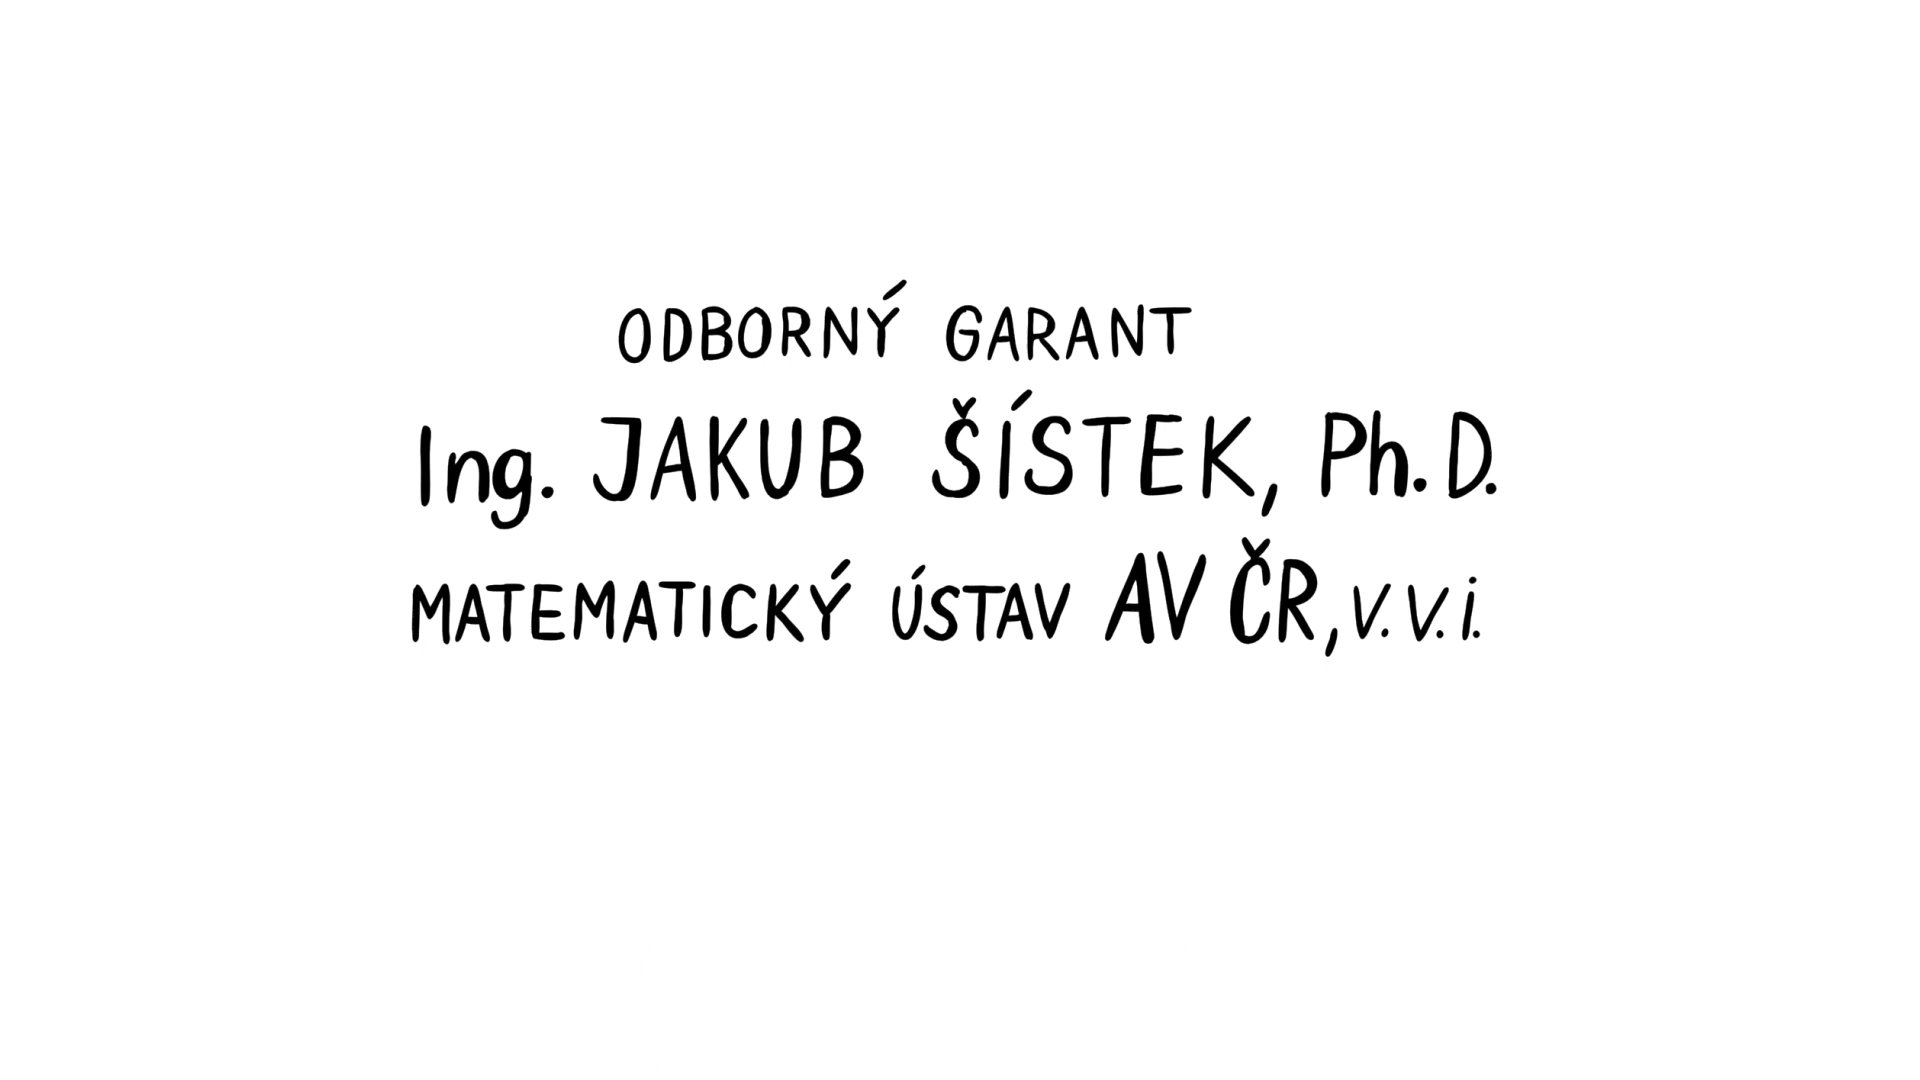 ODBORNÝ GARANT
Ing. JAKUB ŠÍSTEK, Ph.D.
MATEMATICKÝ ÚSTAV AV ČR, v.v.i.